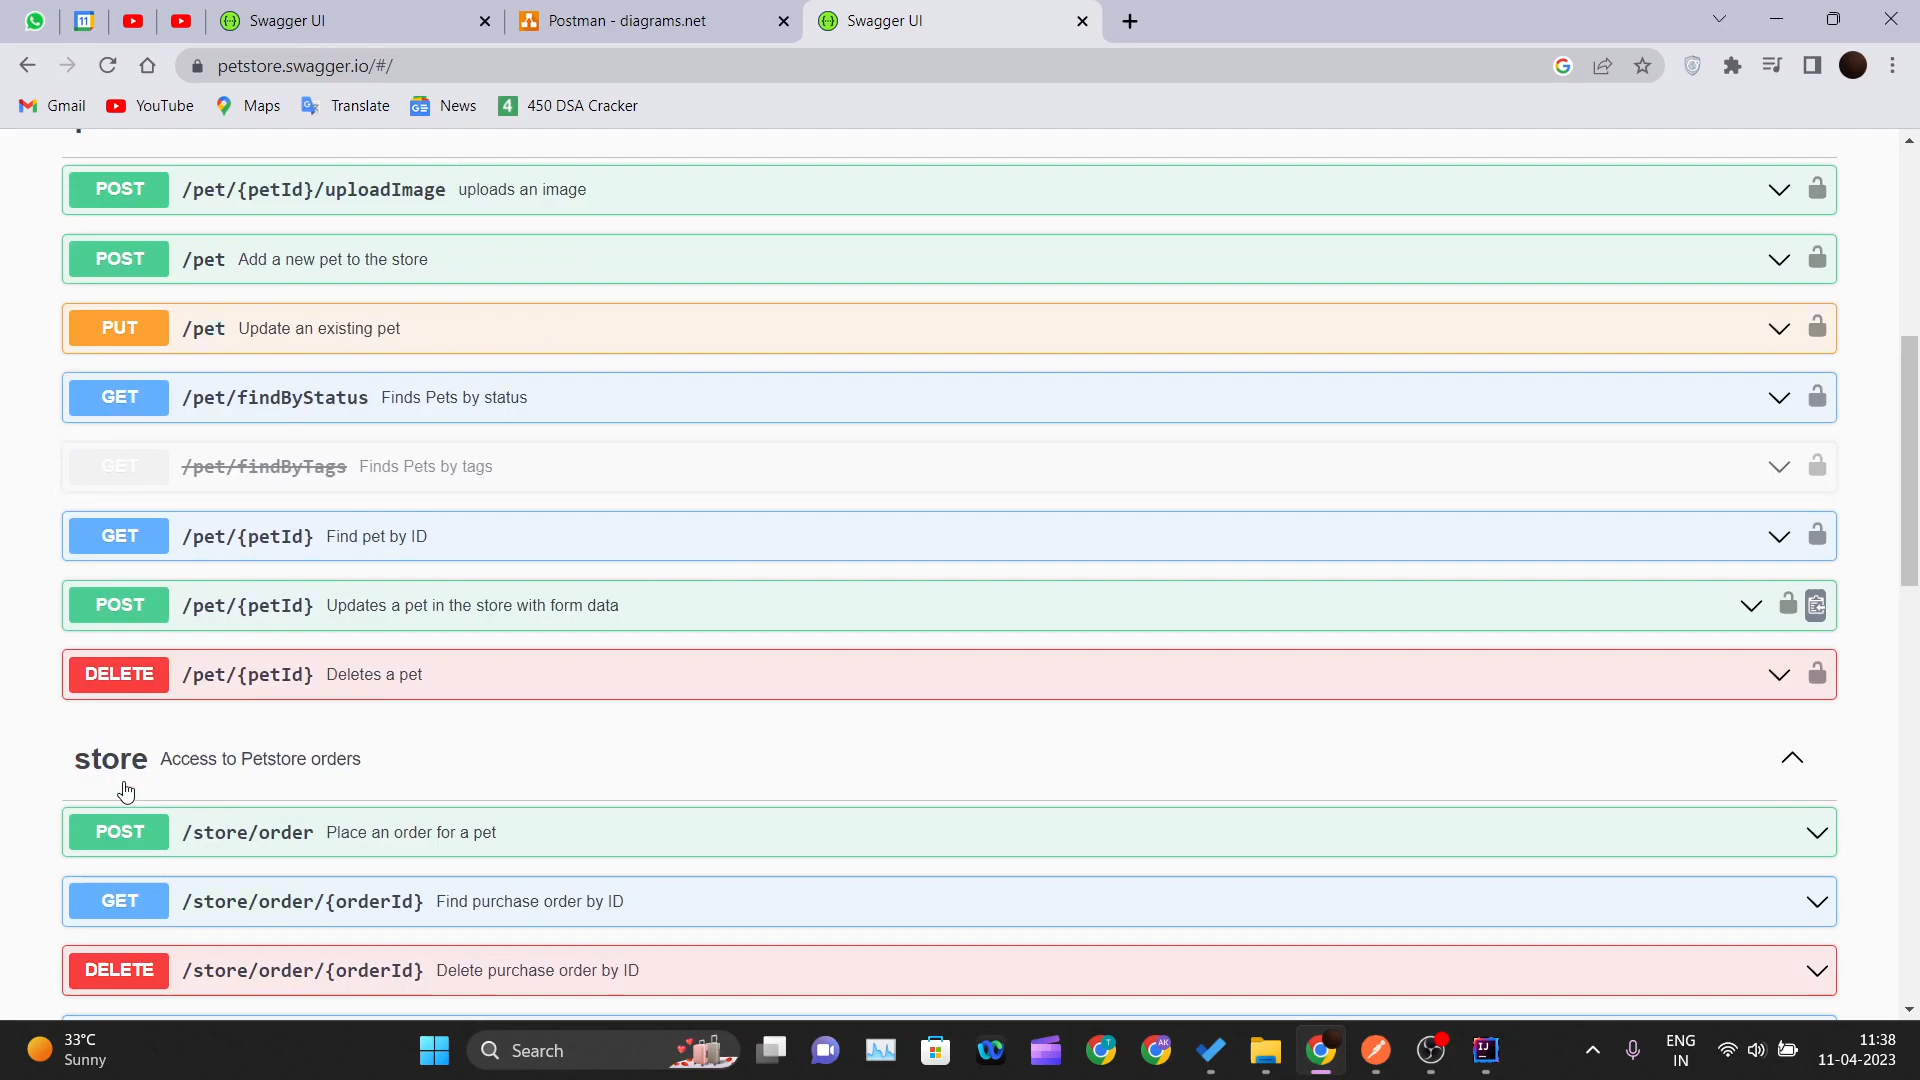 11 Swagger UI Postman - diagrams.net Swagger UI
petstore.swagger.io/#/
Gmail YouTube Maps Translate News 4 450 DSA Cracker
POST /pet/{petId}/uploadImage uploads an image
POST /pet Add a new pet to the store
PUT /pet Update an existing pet
GET /pet/findByStatus Finds Pets by status
GET /pet/findByTags Finds Pets by tags
GET /pet/{petId} Find pet by ID
POST /pet/{petId} Updates a pet in the store with form data
DELETE /pet/{petId} Deletes a pet
store Access to Petstore orders
POST /store/order Place an order for a pet
GET /store/order/{orderId} Find purchase order by ID
DELETE /store/order/{orderId} Delete purchase order by ID
33°C
Sunny
Search
ENG
IN
11:38
11-04-2023